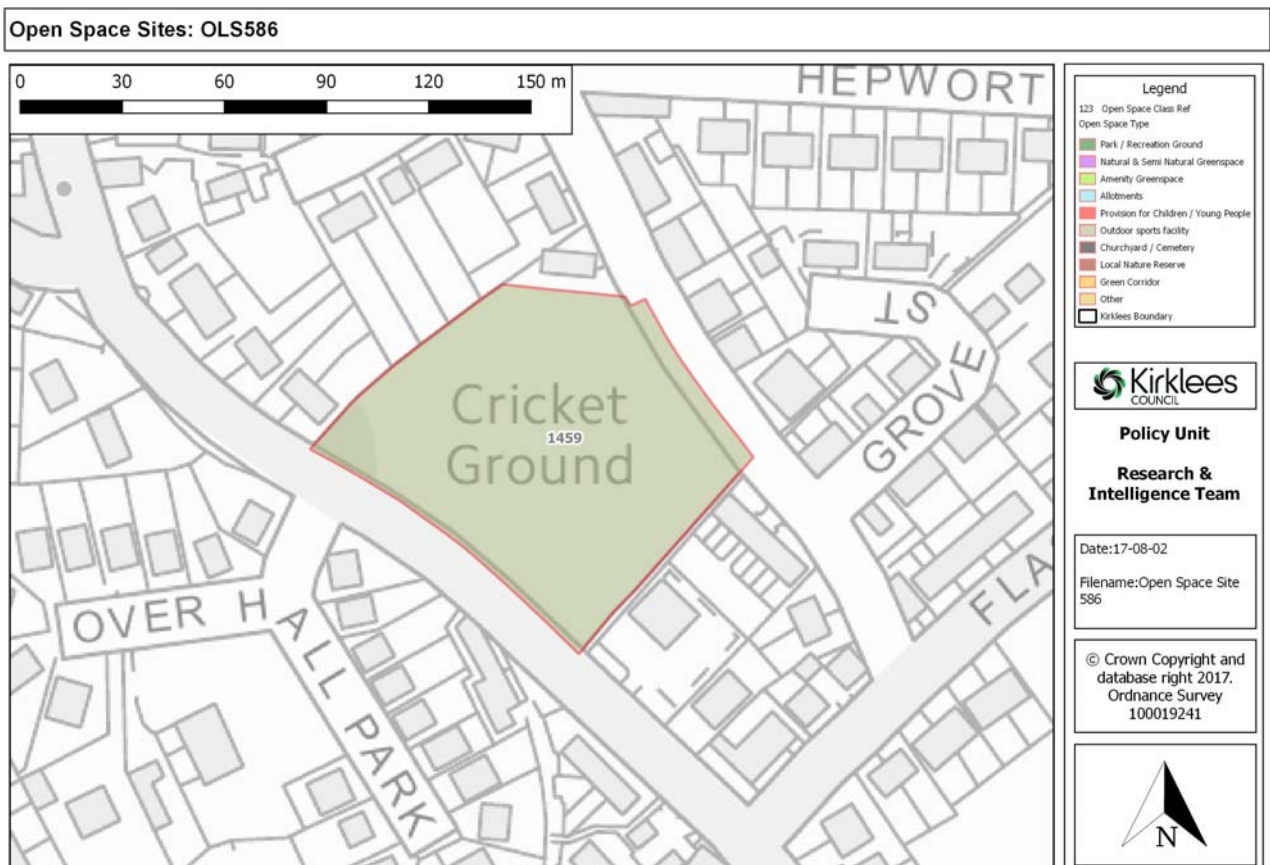 Open Space Sites: OLS586
0 30 60 90 120 150 m
HEPWORT
ST
GROVE
Cricket
1459
Ground
OVER HALL PARK
FLA
Legend
123 Open Space Class Ref
Open Space Type
Park / Recreation Ground
Natural & Semi Natural Greenspace
Amenity Greenspace
Allotments
Provision for Children / Young People
Outdoor sports facility
Churchyard / Cemetery
Local Nature Reserve
Green Corridor
Other
Kirklees Boundary
Kirklees
COUNCIL
Policy Unit
Research &
Intelligence Team
Date:17-08-02
Filename:Open Space Site
586
© Crown Copyright and
database right 2017.
Ordnance Survey
100019241
N